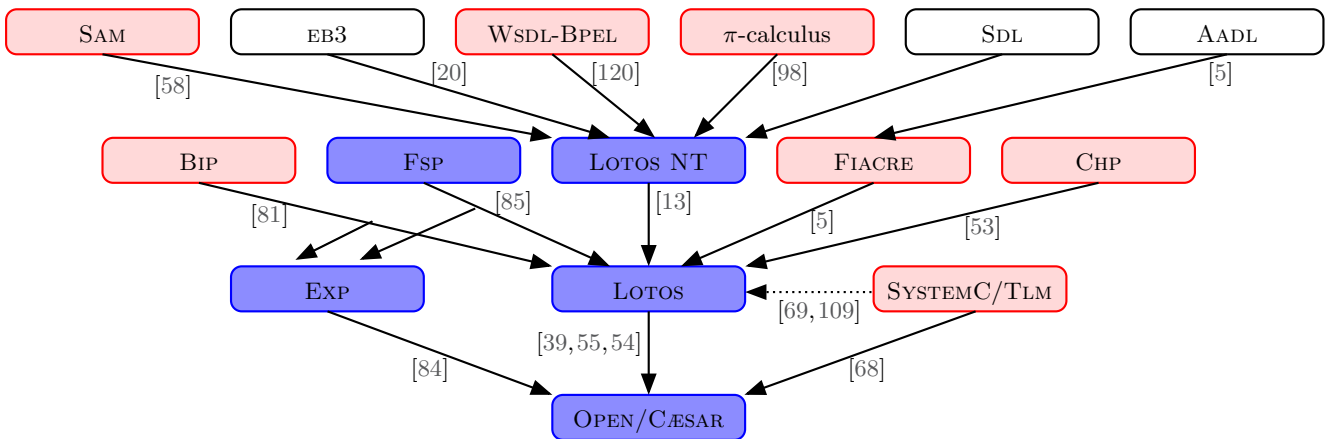 SAM
EB3
WSDL-BPEL
π-calculus
SDL
AADL
[58]
[20]
[120]
[98]
[5]
BIP
FSP
LOTOS NT
FIACRE
CHP
[81]
[85]
[13]
[5]
[53]
EXP
LOTOS
SYSTEMC/TLM
[69,109]
[39,55,54]
[84]
[68]
OPEN/CÆSAR